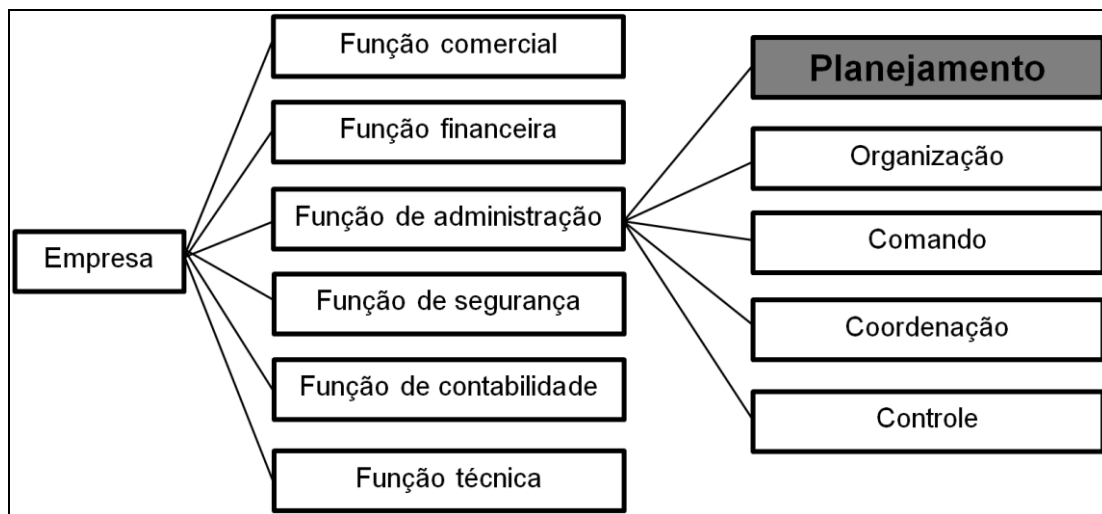 Empresa
Função comercial
Função financeira
Função de administração
Função de segurança
Função de contabilidade
Função técnica
Planejamento
Organização
Comando
Coordenação
Controle